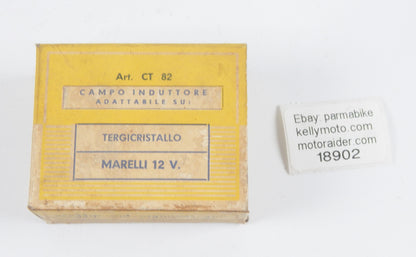 Art. CT 82
CAMPO INDUTTORE
ADATTABILE SU:
TERGICRISTALLO
MARELLI 12 V.
Ebay parmabike
kellymoto.com
motoraider.com
18902